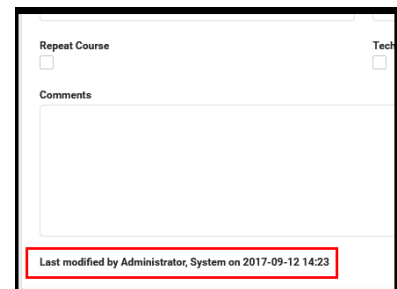 Repeat Course
Tech
Comments
Last modified by Administrator, System on 2017-09-12 14:23